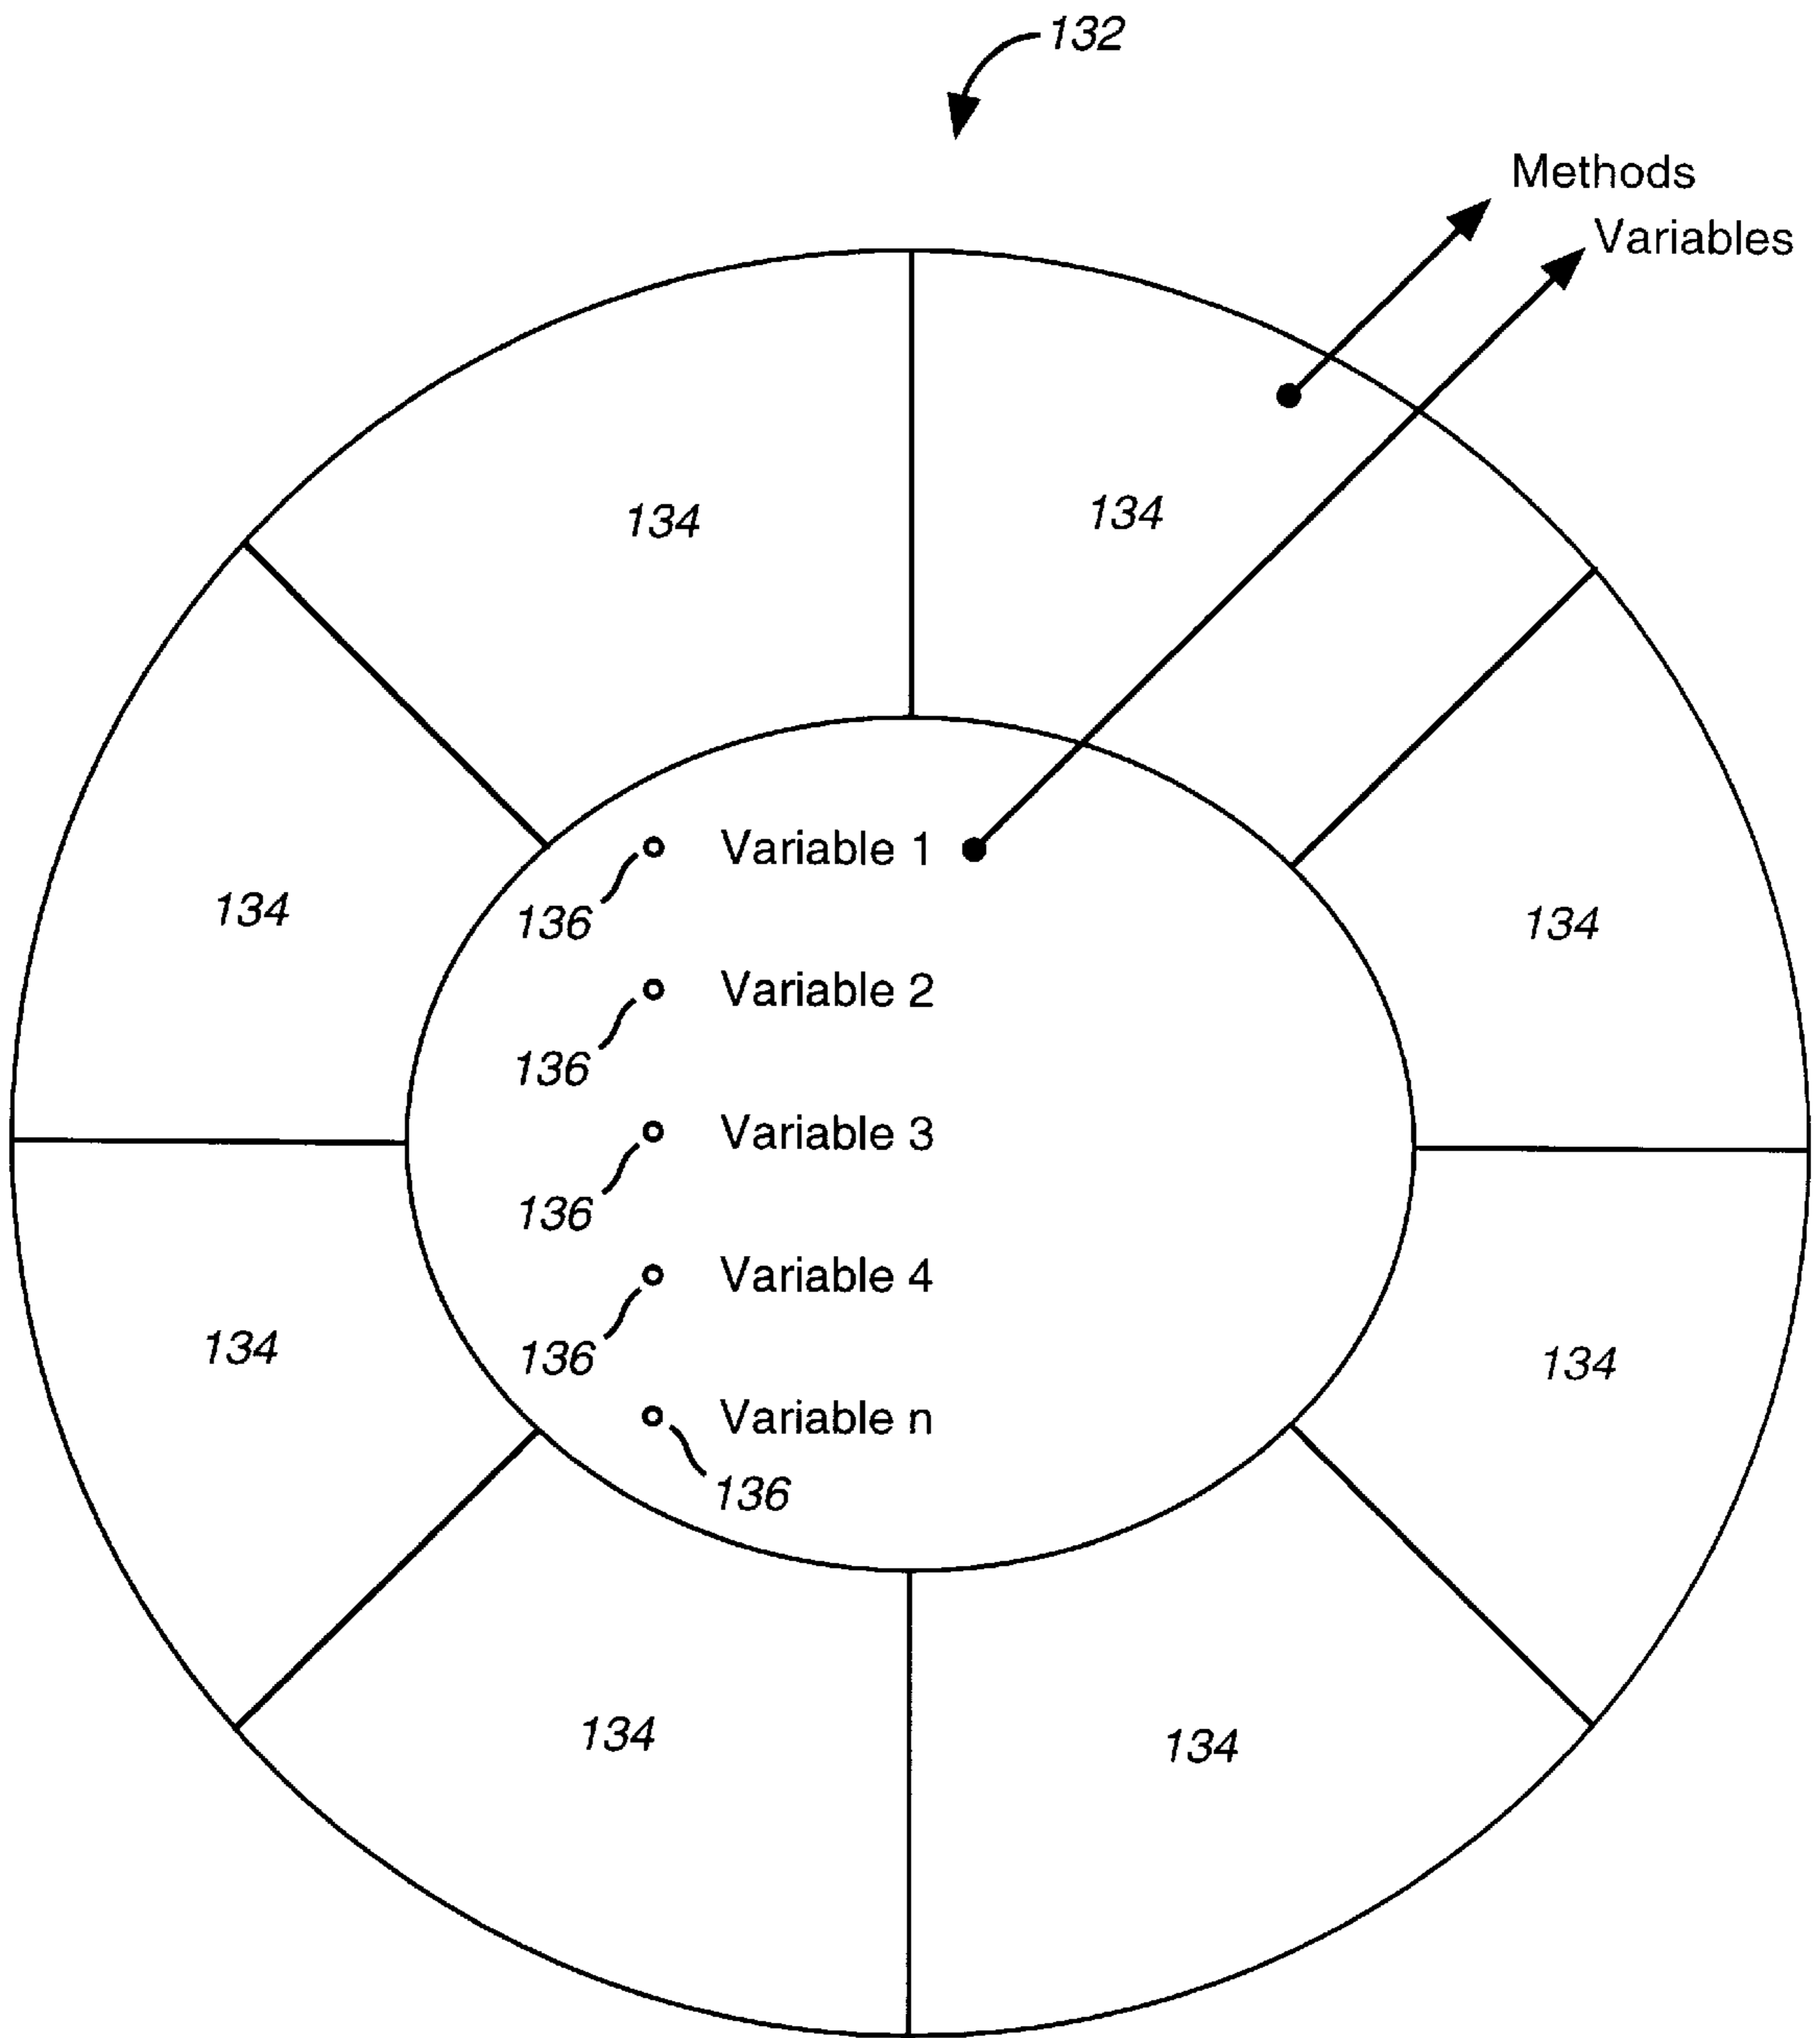 132
Methods
Variables
134 134
Variable 1
134 136 134
Variable 2
136
Variable 3
136
Variable 4
134 136 134
Variable n
136
134 134